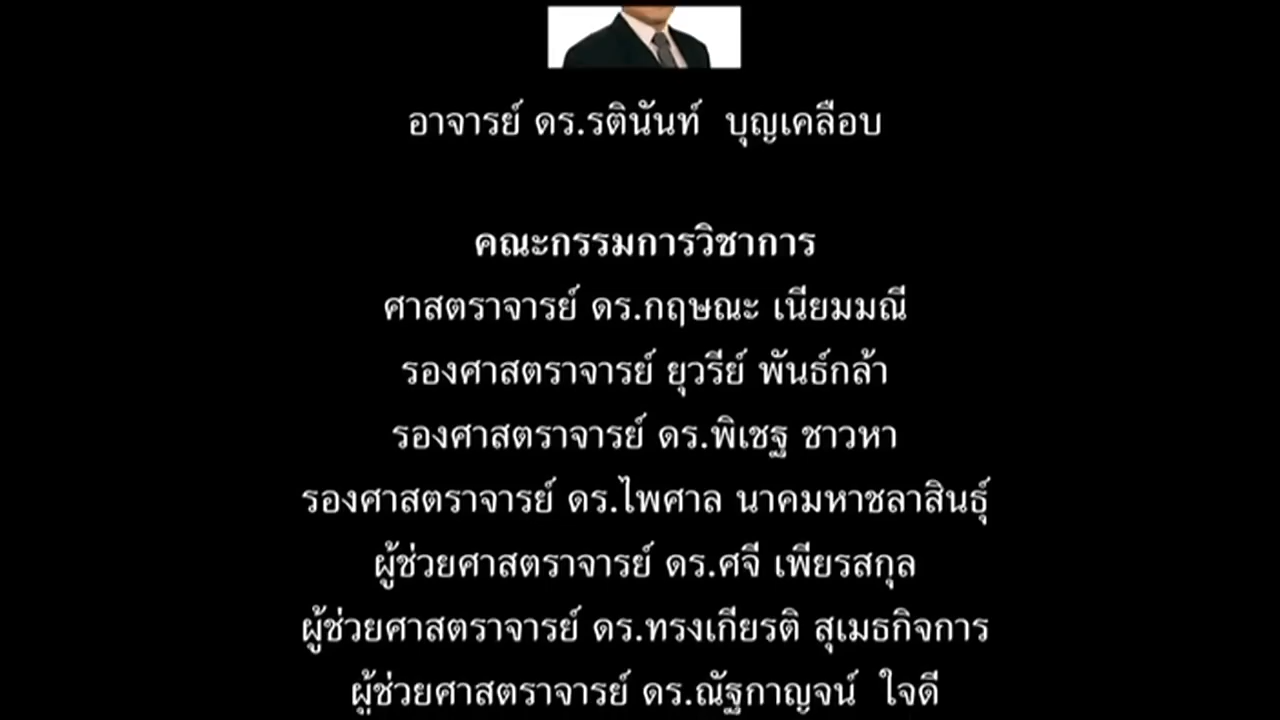 อาจารย์ ดร.รตินันท์ บุญเคลือบ
คณะกรรมการวิชาการ
ศาสตราจารย์ ดร.กฤษณะ เนียมมณี
รองศาสตราจารย์ ยุวรีย์ พันธ์กล้า
รองศาสตราจารย์ ดร.พิเชฐ ชาวหา
รองศาสตราจารย์ ดร.ไพศาล นาคมหาชลาสินธุ์
ผู้ช่วยศาสตราจารย์ ดร.ศจี เพียรสกุล
ผู้ช่วยศาสตราจารย์ ดร.ทรงเกียรติ สุเมธกิจการ
ผู้ช่วยศาสตราจารย์ ดร.ณัฐกาญจน์ ใจดี